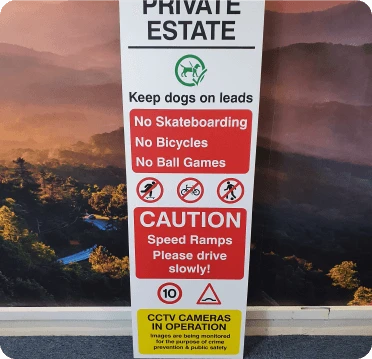 PRIVATE
ESTATE
Keep dogs on leads
No Skateboarding
No Bicycles
No Ball Games
CAUTION
Speed Ramps
Please drive
slowly!
10
CCTV CAMERAS
IN OPERATION
Images are being monitored
for the purpose of crime
prevention & public safety